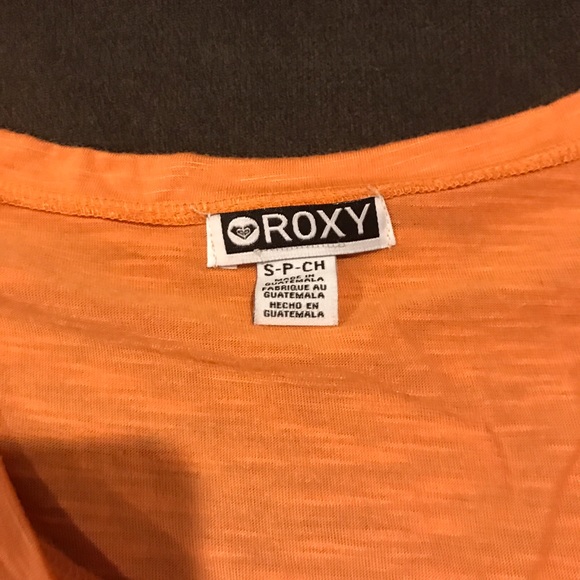 ROXY
S-P-CH
MADE IN
GUATEMALA
FABRIQUE AU
GUATEMALA
HECHO EN
GUATEMALA